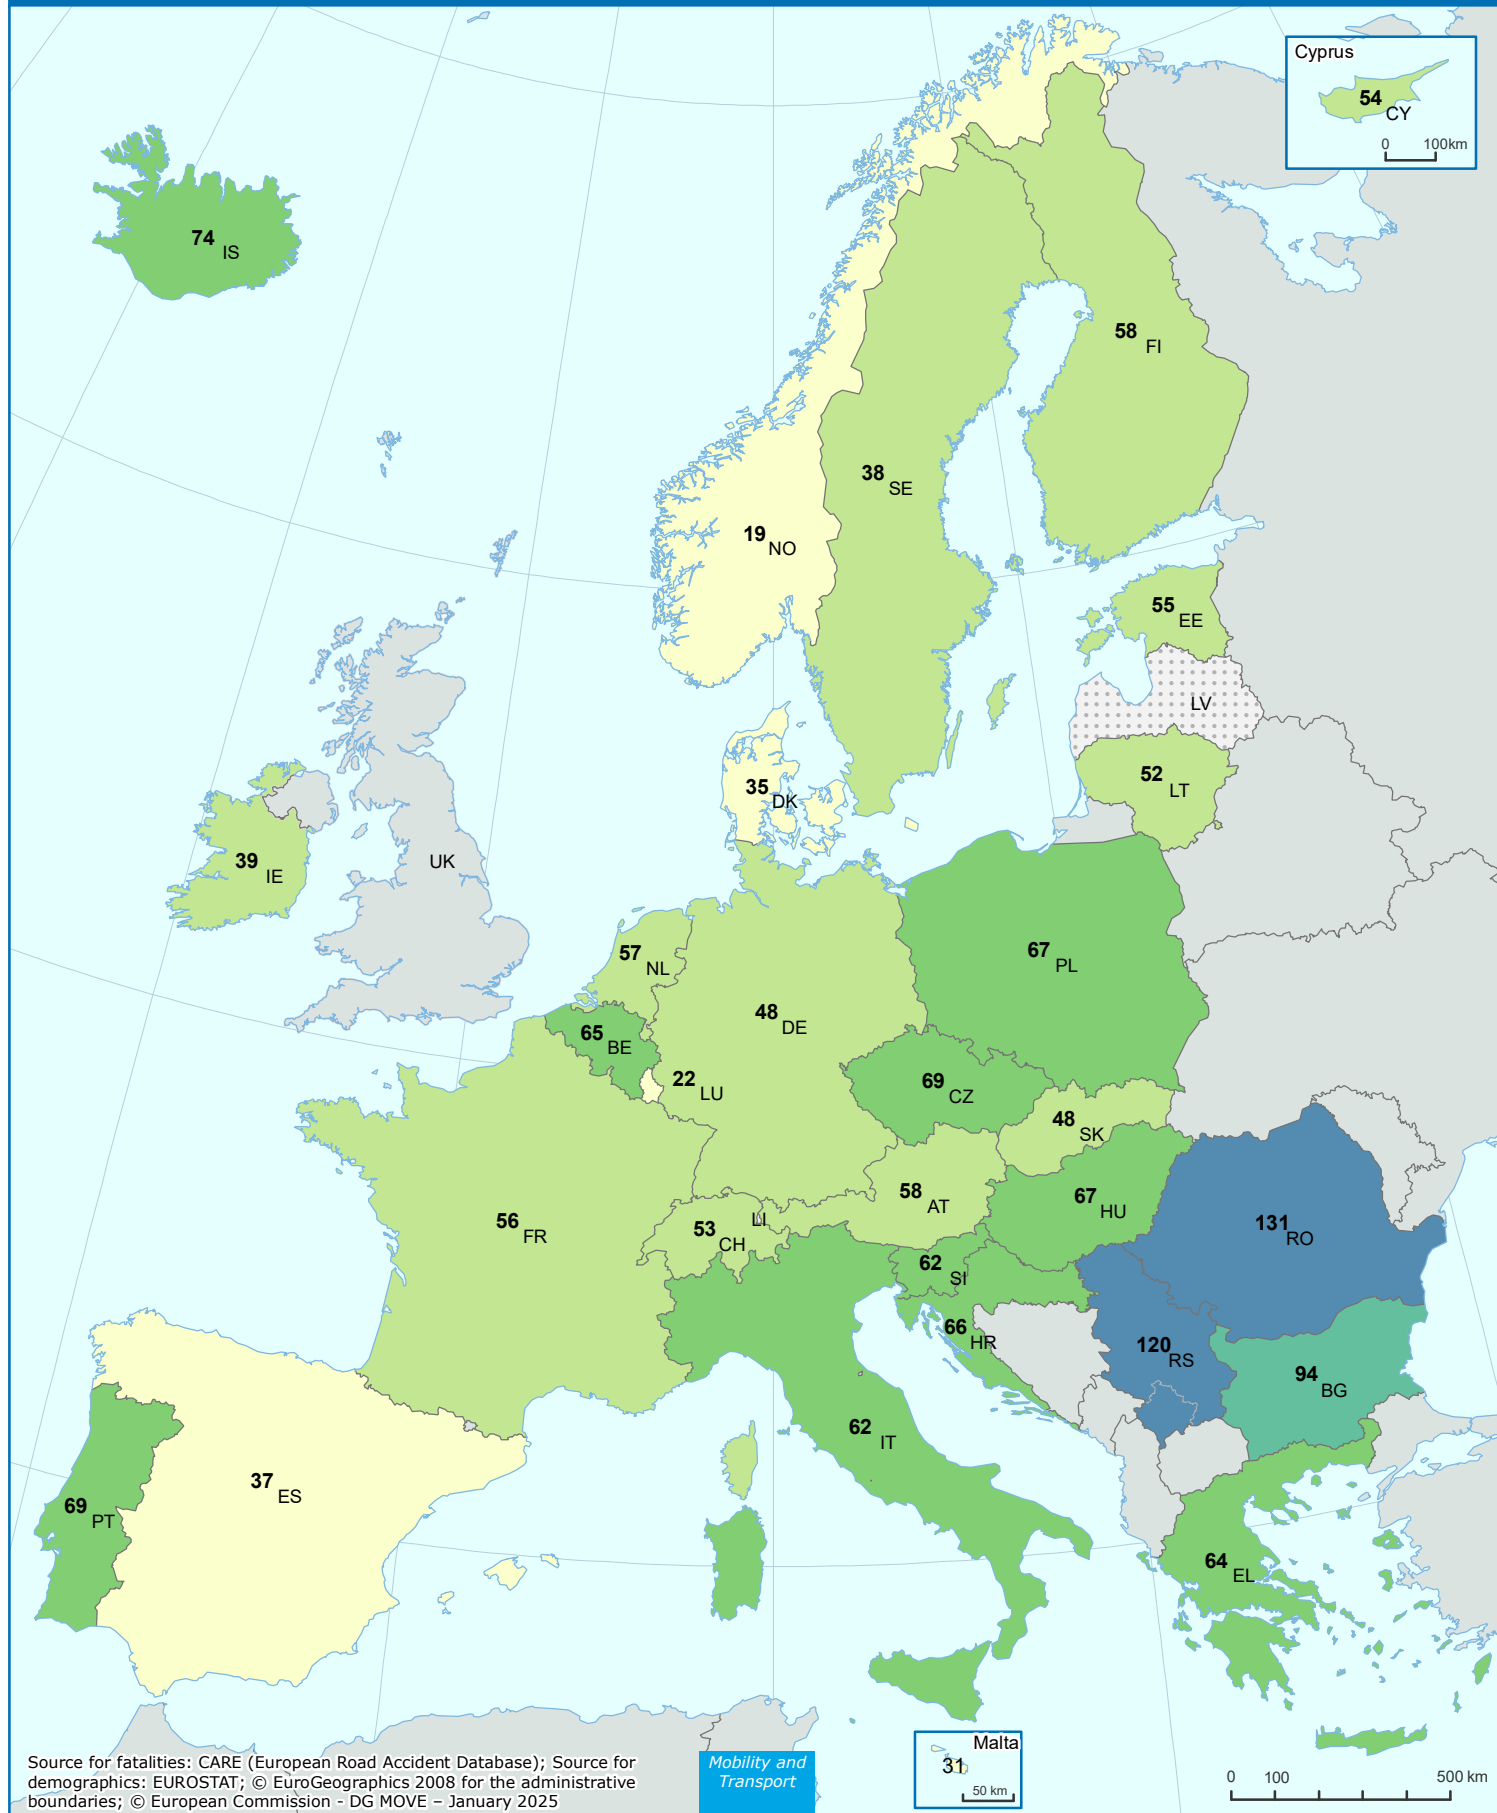 Cyprus
54
CY
0 100km
74
IS
58
FI
38
SE
19
NO
55
EE
LV
52
LT
35
DK
UK
39
IE
57
NL
67
PL
48
DE
65
BE
22
LU
69
CZ
48
SK
58
AT
67
HU
LI
53
CH
56
FR
131
RO
62
SI
66
HR
120
RS
94
BG
62
IT
37
ES
69
PT
64
EL
Malta
31
50 km
Source for fatalities: CARE (European Road Accident Database); Source for
demographics: EUROSTAT; © EuroGeographics 2008 for the administrative
boundaries; © European Commission - DG MOVE – January 2025
Mobility and
Transport
0 100 500 km